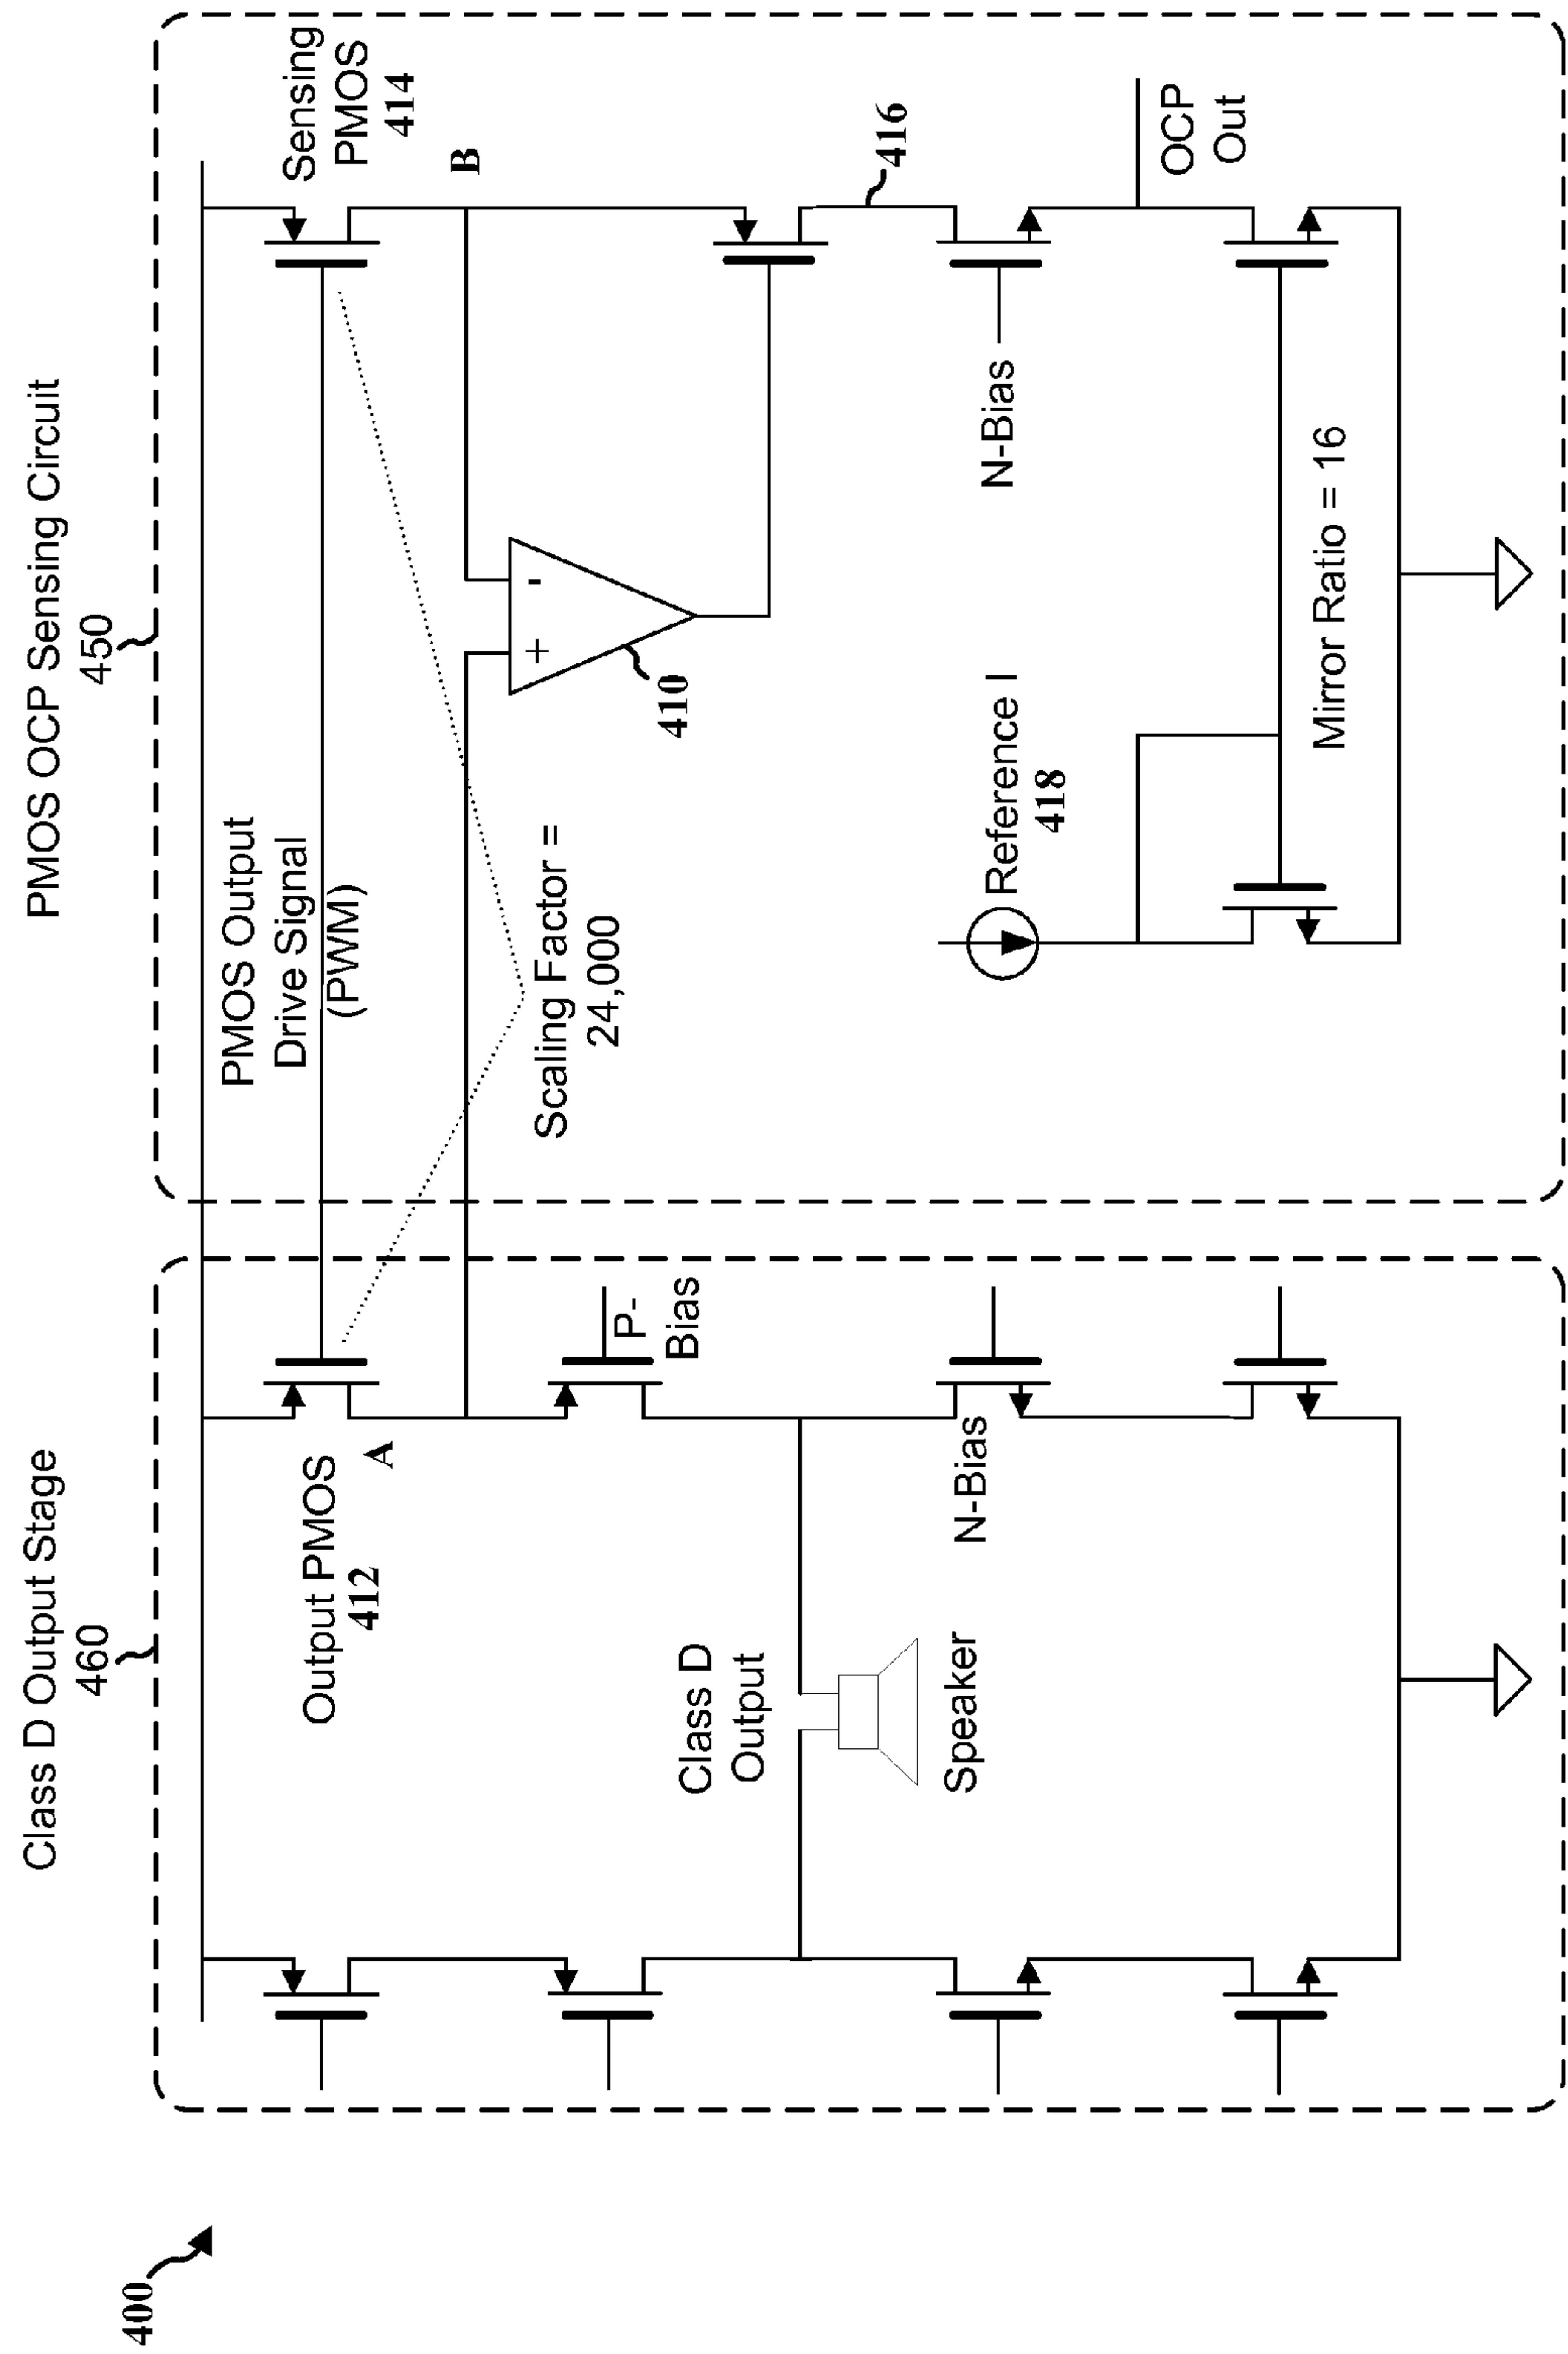 Class D Output Stage
460
PMOS OCP Sensing Circuit
450
400
Output PMOS
412
A
PMOS Output
Drive Signal
(PWM)
Sensing
PMOS
414
B
Scaling Factor =
24,000
+
-
410
P-
Bias
Class D
Output
Speaker
N-Bias
416
N-Bias
Reference I
418
OCP
Out
Mirror Ratio = 16